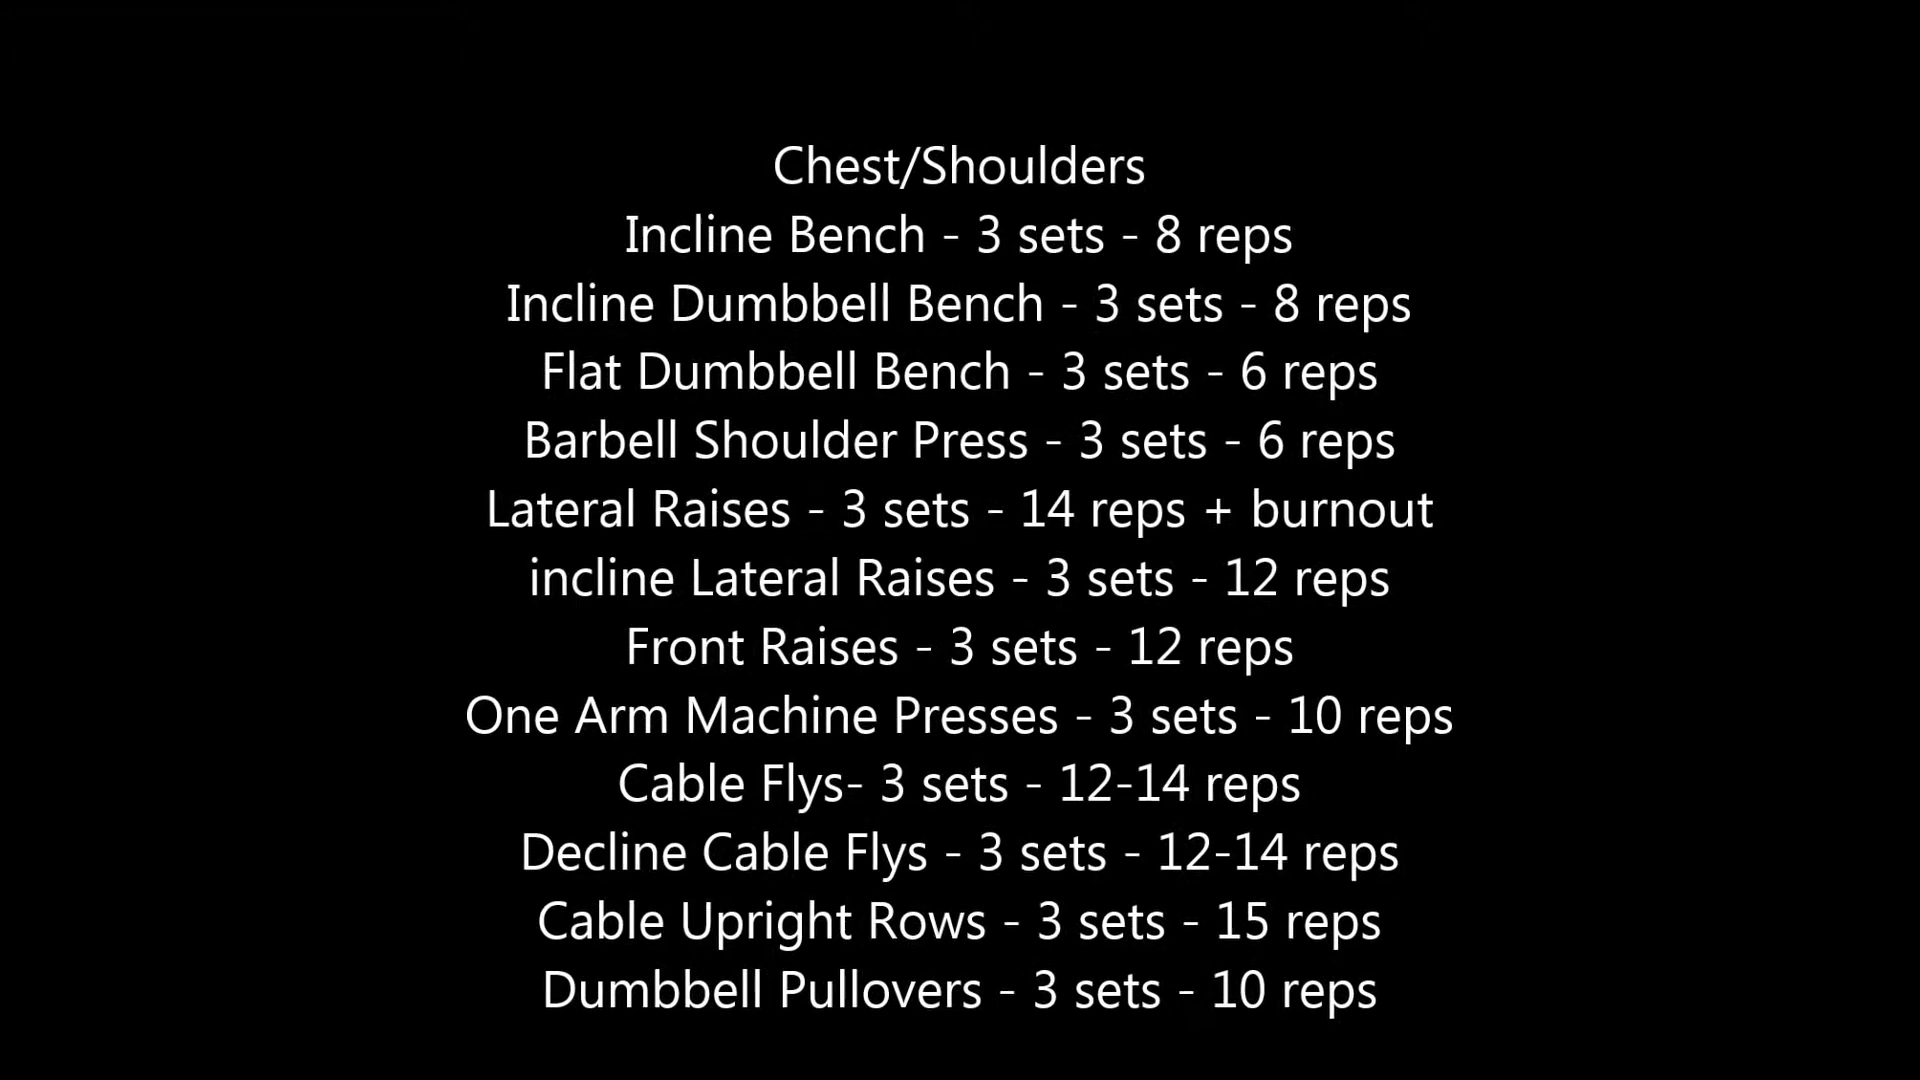 Chest/Shoulders
Incline Bench - 3 sets - 8 reps
Incline Dumbbell Bench - 3 sets - 8 reps
Flat Dumbbell Bench - 3 sets - 6 reps
Barbell Shoulder Press - 3 sets - 6 reps
Lateral Raises - 3 sets - 14 reps + burnout
incline Lateral Raises - 3 sets - 12 reps
Front Raises - 3 sets - 12 reps
One Arm Machine Presses - 3 sets - 10 reps
Cable Flys- 3 sets - 12-14 reps
Decline Cable Flys - 3 sets - 12-14 reps
Cable Upright Rows - 3 sets - 15 reps
Dumbbell Pullovers - 3 sets - 10 reps